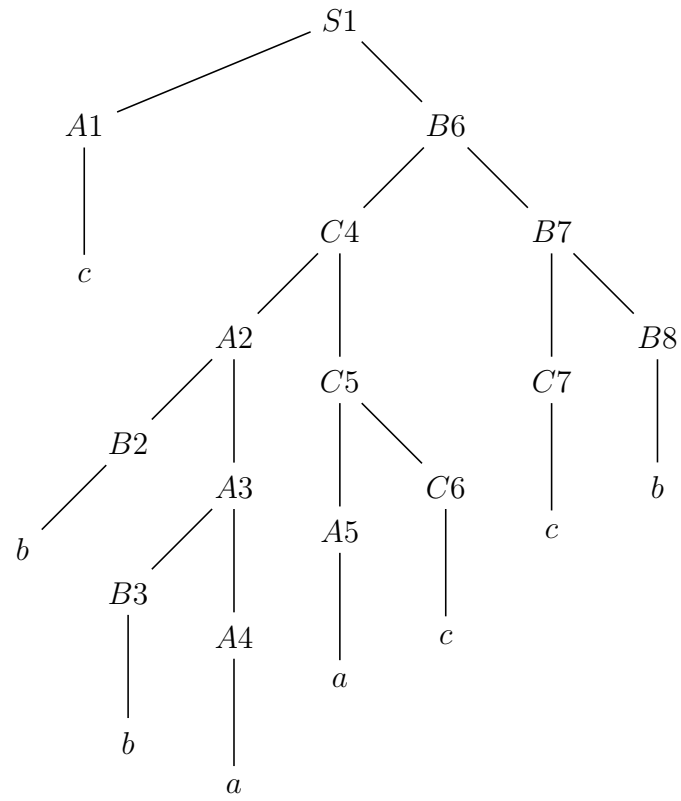 S1
A1 B6
c C4 B7
A2 B8
C5 C7
B2
A3 C6 b
b A5 c
B3
A4 c
a
b
a